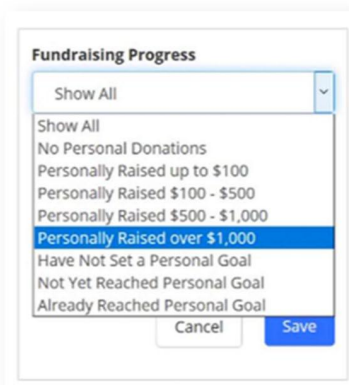 Fundraising Progress
Show All
Show All
No Personal Donations
Personally Raised up to $100
Personally Raised $100 - $500
Personally Raised $500 - $1,000
Personally Raised over $1,000
Have Not Set a Personal Goal
Not Yet Reached Personal Goal
Already Reached Personal Goal
Cancel Save